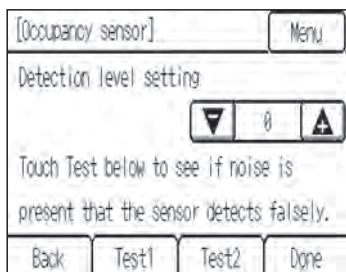 [Occupancy sensor] Menu
Detection level setting
0
Touch Test below to see if noise is
present that the sensor detects falsely.
Back Test1 Test2 Done